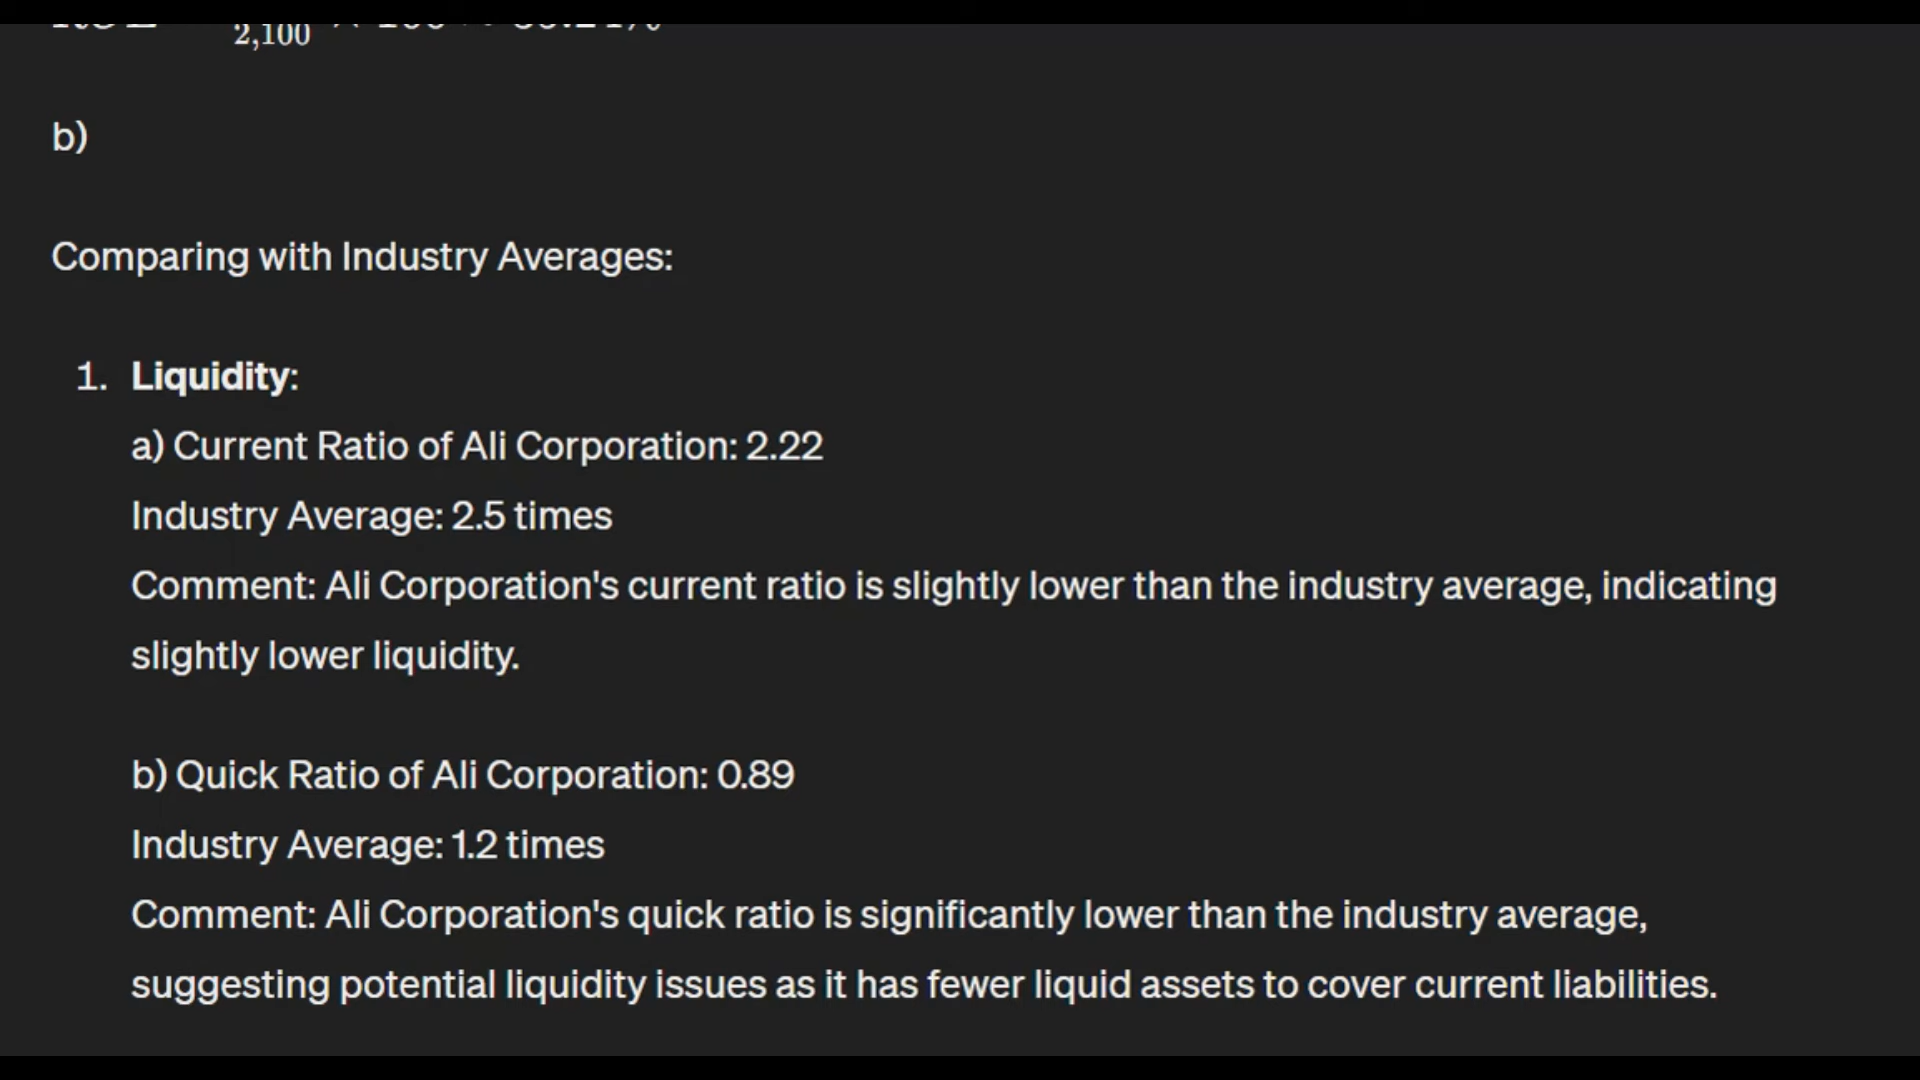 2,100
b)
Comparing with Industry Averages:
1. Liquidity:
a) Current Ratio of Ali Corporation: 2.22
Industry Average: 2.5 times
Comment: Ali Corporation's current ratio is slightly lower than the industry average, indicating
slightly lower liquidity.
b) Quick Ratio of Ali Corporation: 0.89
Industry Average: 1.2 times
Comment: Ali Corporation's quick ratio is significantly lower than the industry average,
suggesting potential liquidity issues as it has fewer liquid assets to cover current liabilities.